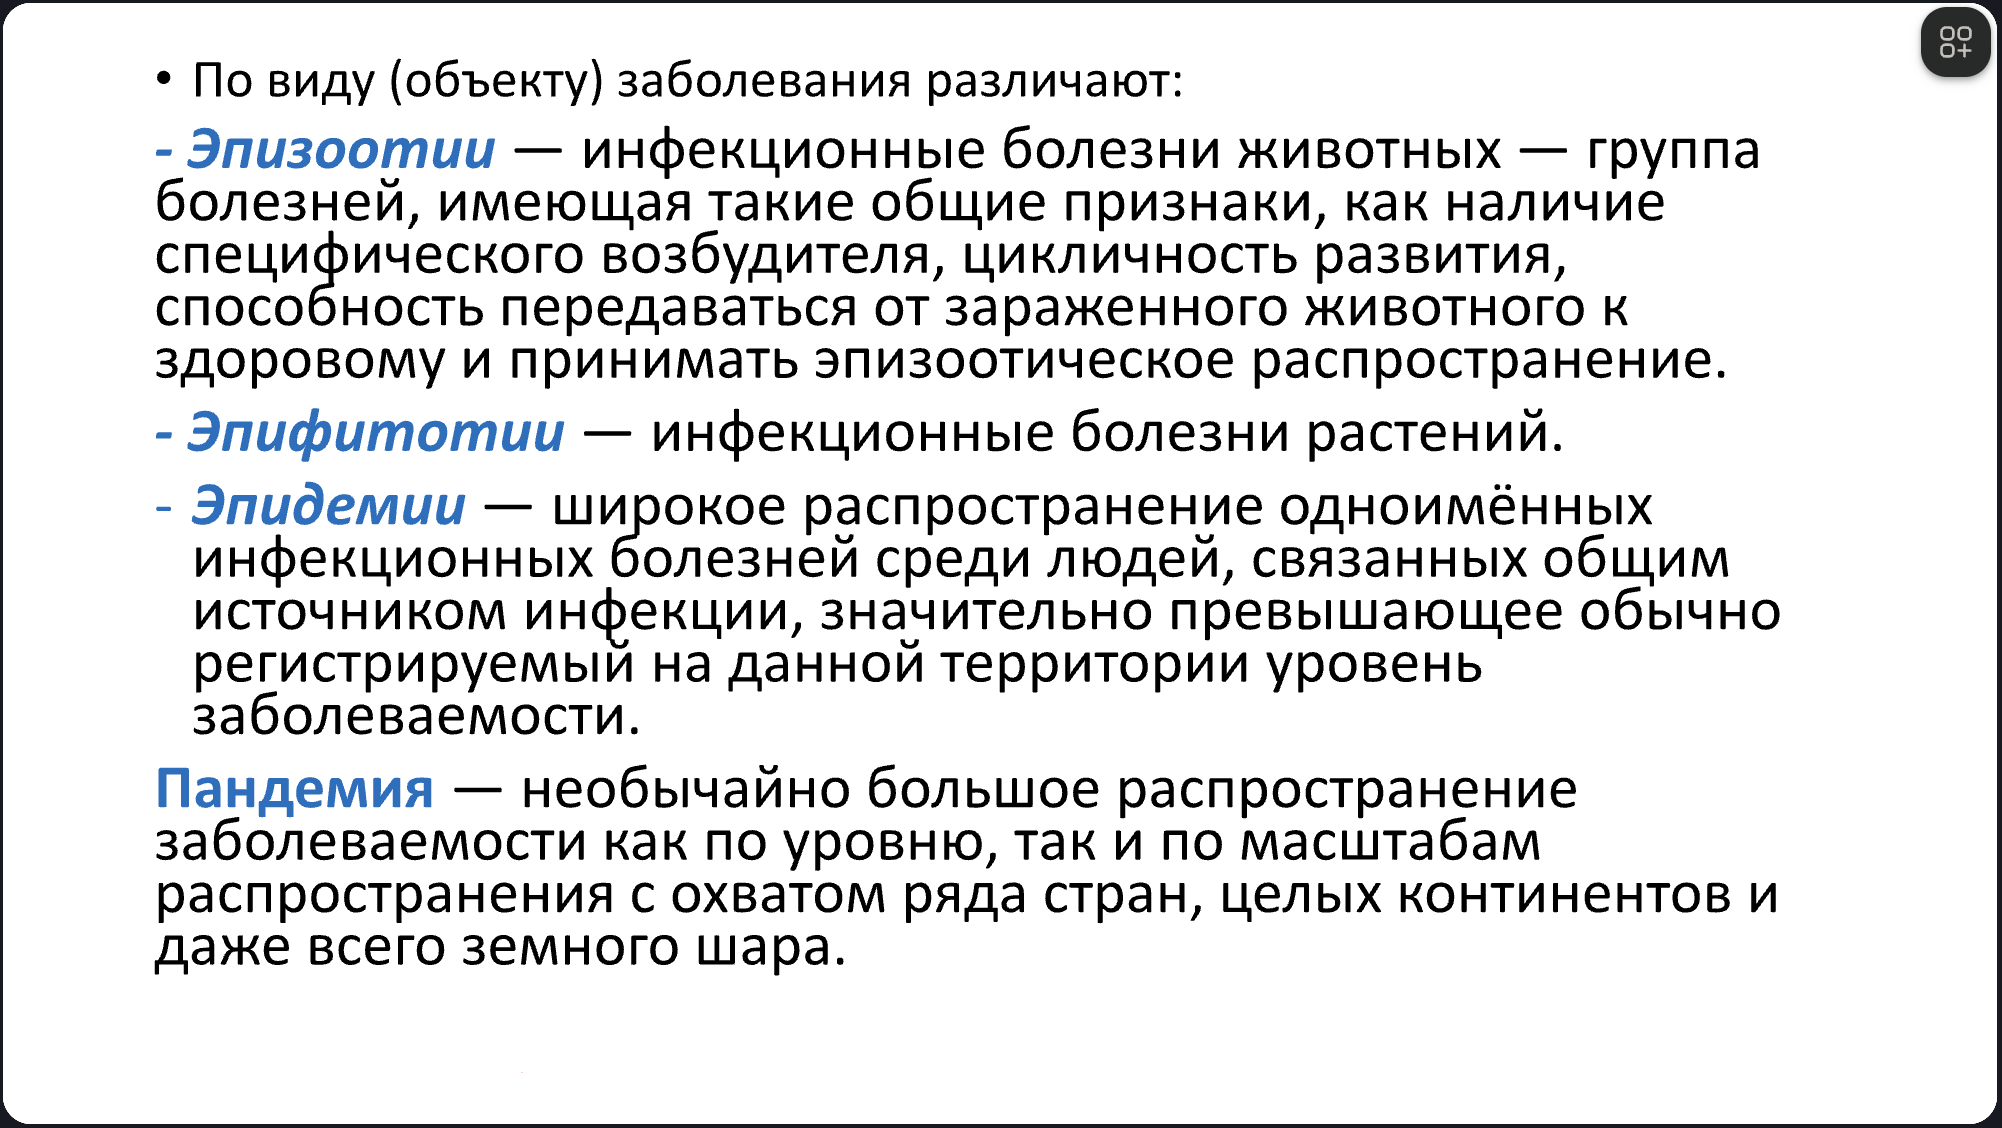 • По виду (объекту) заболевания различают:
- Эпизоотии — инфекционные болезни животных — группа
болезней, имеющая такие общие признаки, как наличие
специфического возбудителя, цикличность развития,
способность передаваться от зараженного животного к
здоровому и принимать эпизоотическое распространение.
- Эпифитотии — инфекционные болезни растений.
- Эпидемии — широкое распространение одноимённых
инфекционных болезней среди людей, связанных общим
источником инфекции, значительно превышающее обычно
регистрируемый на данной территории уровень
заболеваемости.
Пандемия — необычайно большое распространение
заболеваемости как по уровню, так и по масштабам
распространения с охватом ряда стран, целых континентов и
даже всего земного шара.